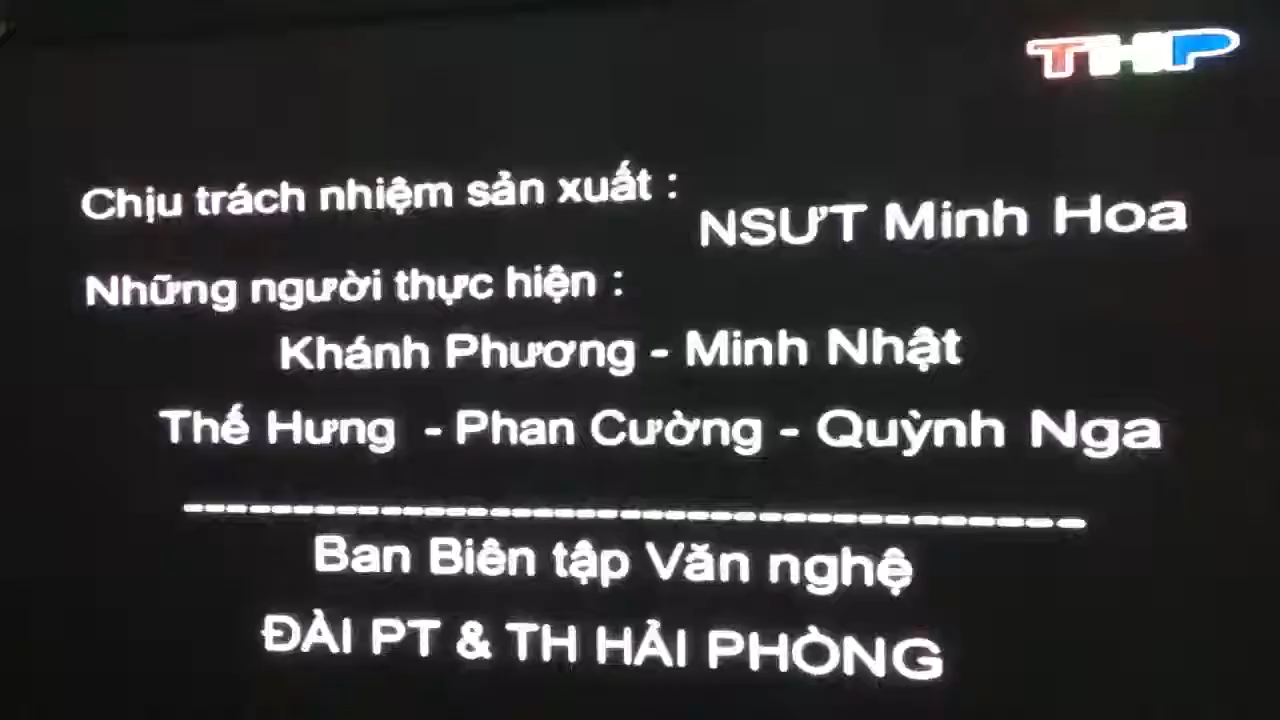 THP
Chịu trách nhiệm sản xuất :
NSƯT Minh Hoa
Những người thực hiện :
Khánh Phương - Minh Nhật
Thế Hưng - Phan Cường - Quỳnh Nga
------------------------------------------
Ban Biên tập Văn nghệ
ĐÀI PT & TH HẢI PHÒNG